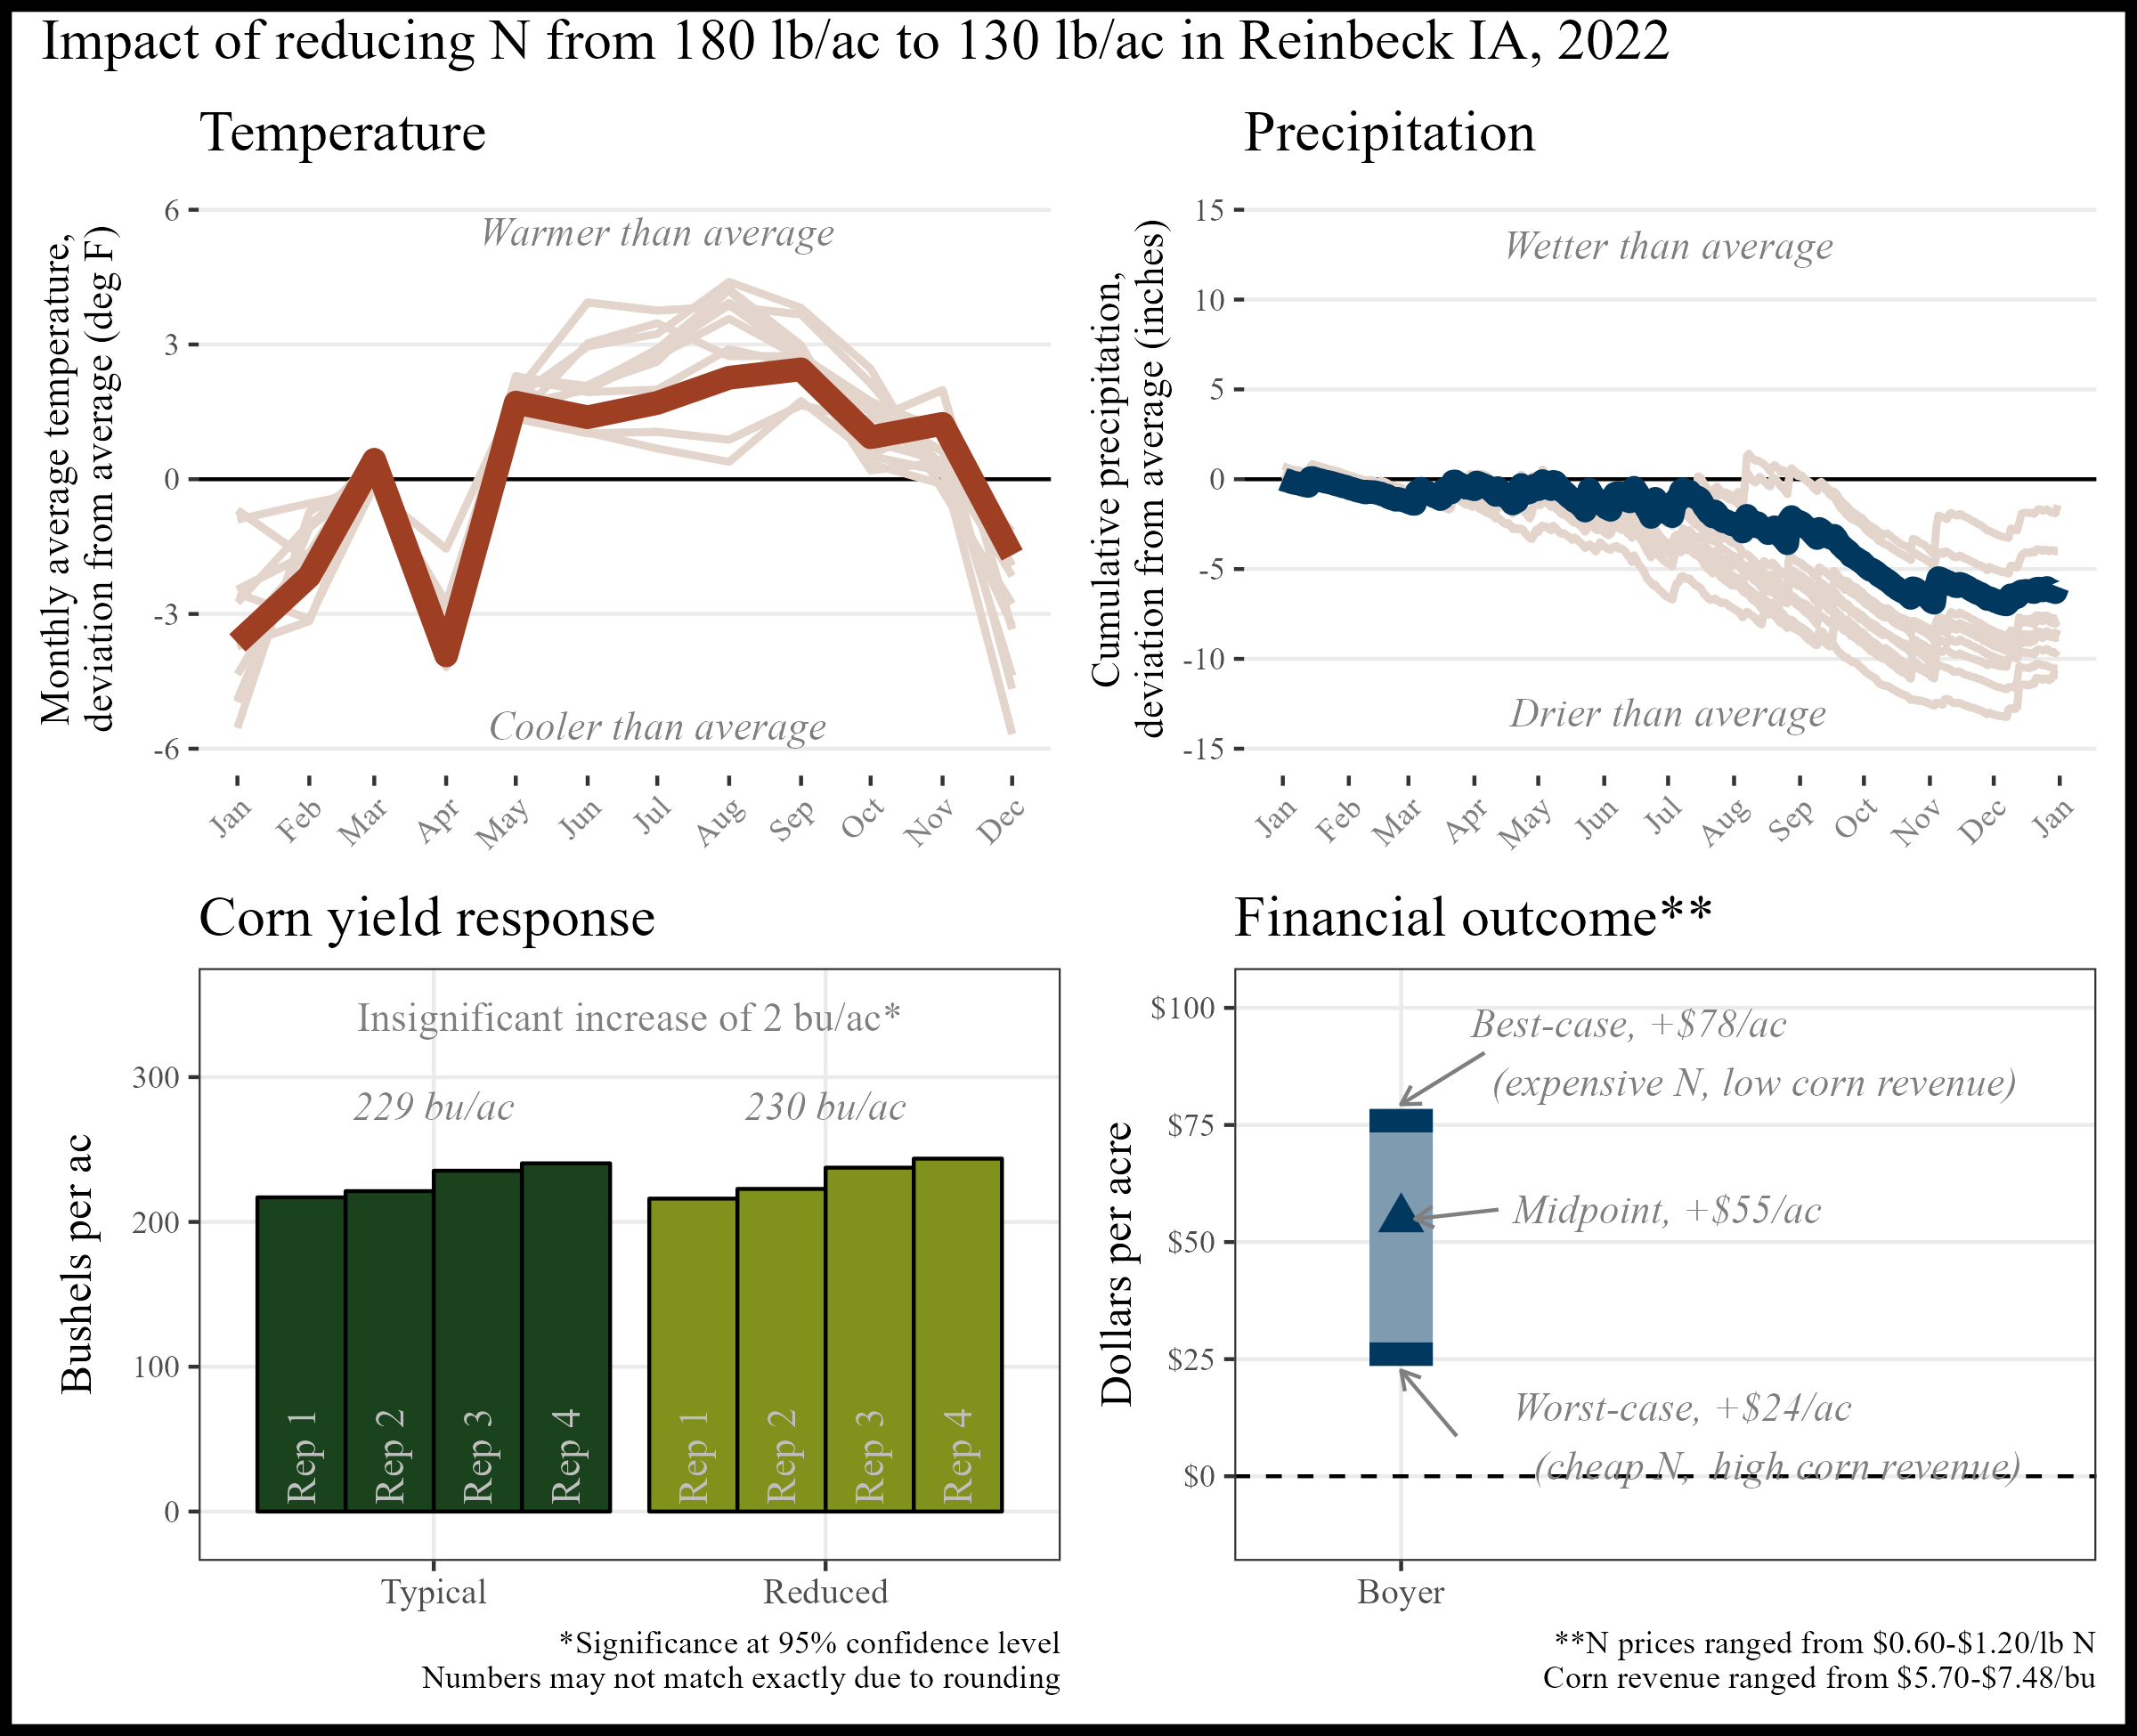 Impact of reducing N from 180 lb/ac to 130 lb/ac in Reinbeck IA, 2022
Temperature
Monthly average temperature,
deviation from average (deg F)
6
3
0
-3
-6
Warmer than average
Cooler than average
Jan
Feb
Mar
Apr
May
Jun
Jul
Aug
Sep
Oct
Nov
Dec
Precipitation
Cumulative precipitation,
deviation from average (inches)
15
10
5
0
-5
-10
-15
Wetter than average
Drier than average
Jan
Feb
Mar
Apr
May
Jun
Jul
Aug
Sep
Oct
Nov
Dec
Jan
Corn yield response
Bushels per ac
300
200
100
0
Insignificant increase of 2 bu/ac*
229 bu/ac
230 bu/ac
Rep 1
Rep 2
Rep 3
Rep 4
Rep 1
Rep 2
Rep 3
Rep 4
Typical
Reduced
*Significance at 95% confidence level
Numbers may not match exactly due to rounding
Financial outcome**
Dollars per acre
$100
$75
$50
$25
$0
Best-case, +$78/ac
(expensive N, low corn revenue)
Midpoint, +$55/ac
Worst-case, +$24/ac
(cheap N, high corn revenue)
Boyer
**N prices ranged from $0.60-$1.20/lb N
Corn revenue ranged from $5.70-$7.48/bu